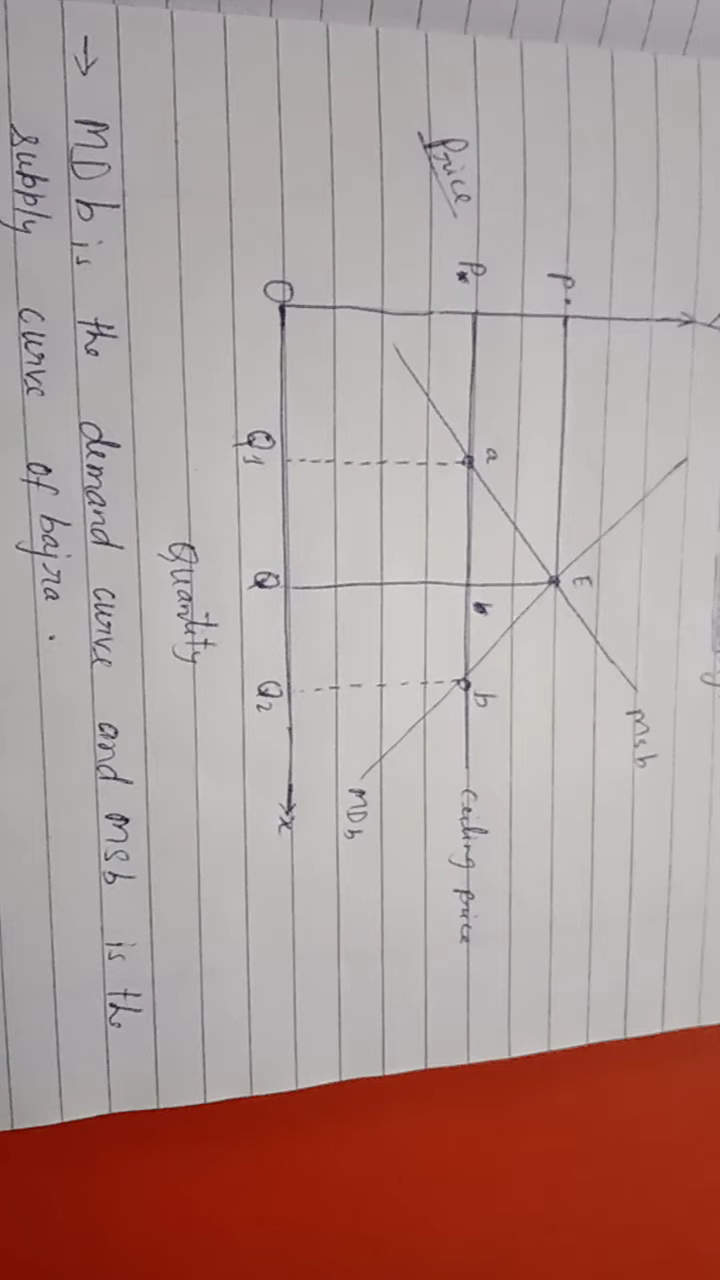 y
Price
P.
E
Msb
Px
a
b
b
ceiling price
MDb
O
Q1
Q
Q2
x
Quantity
→ MDb is the demand curve and Msb is the
supply curve of bajra.